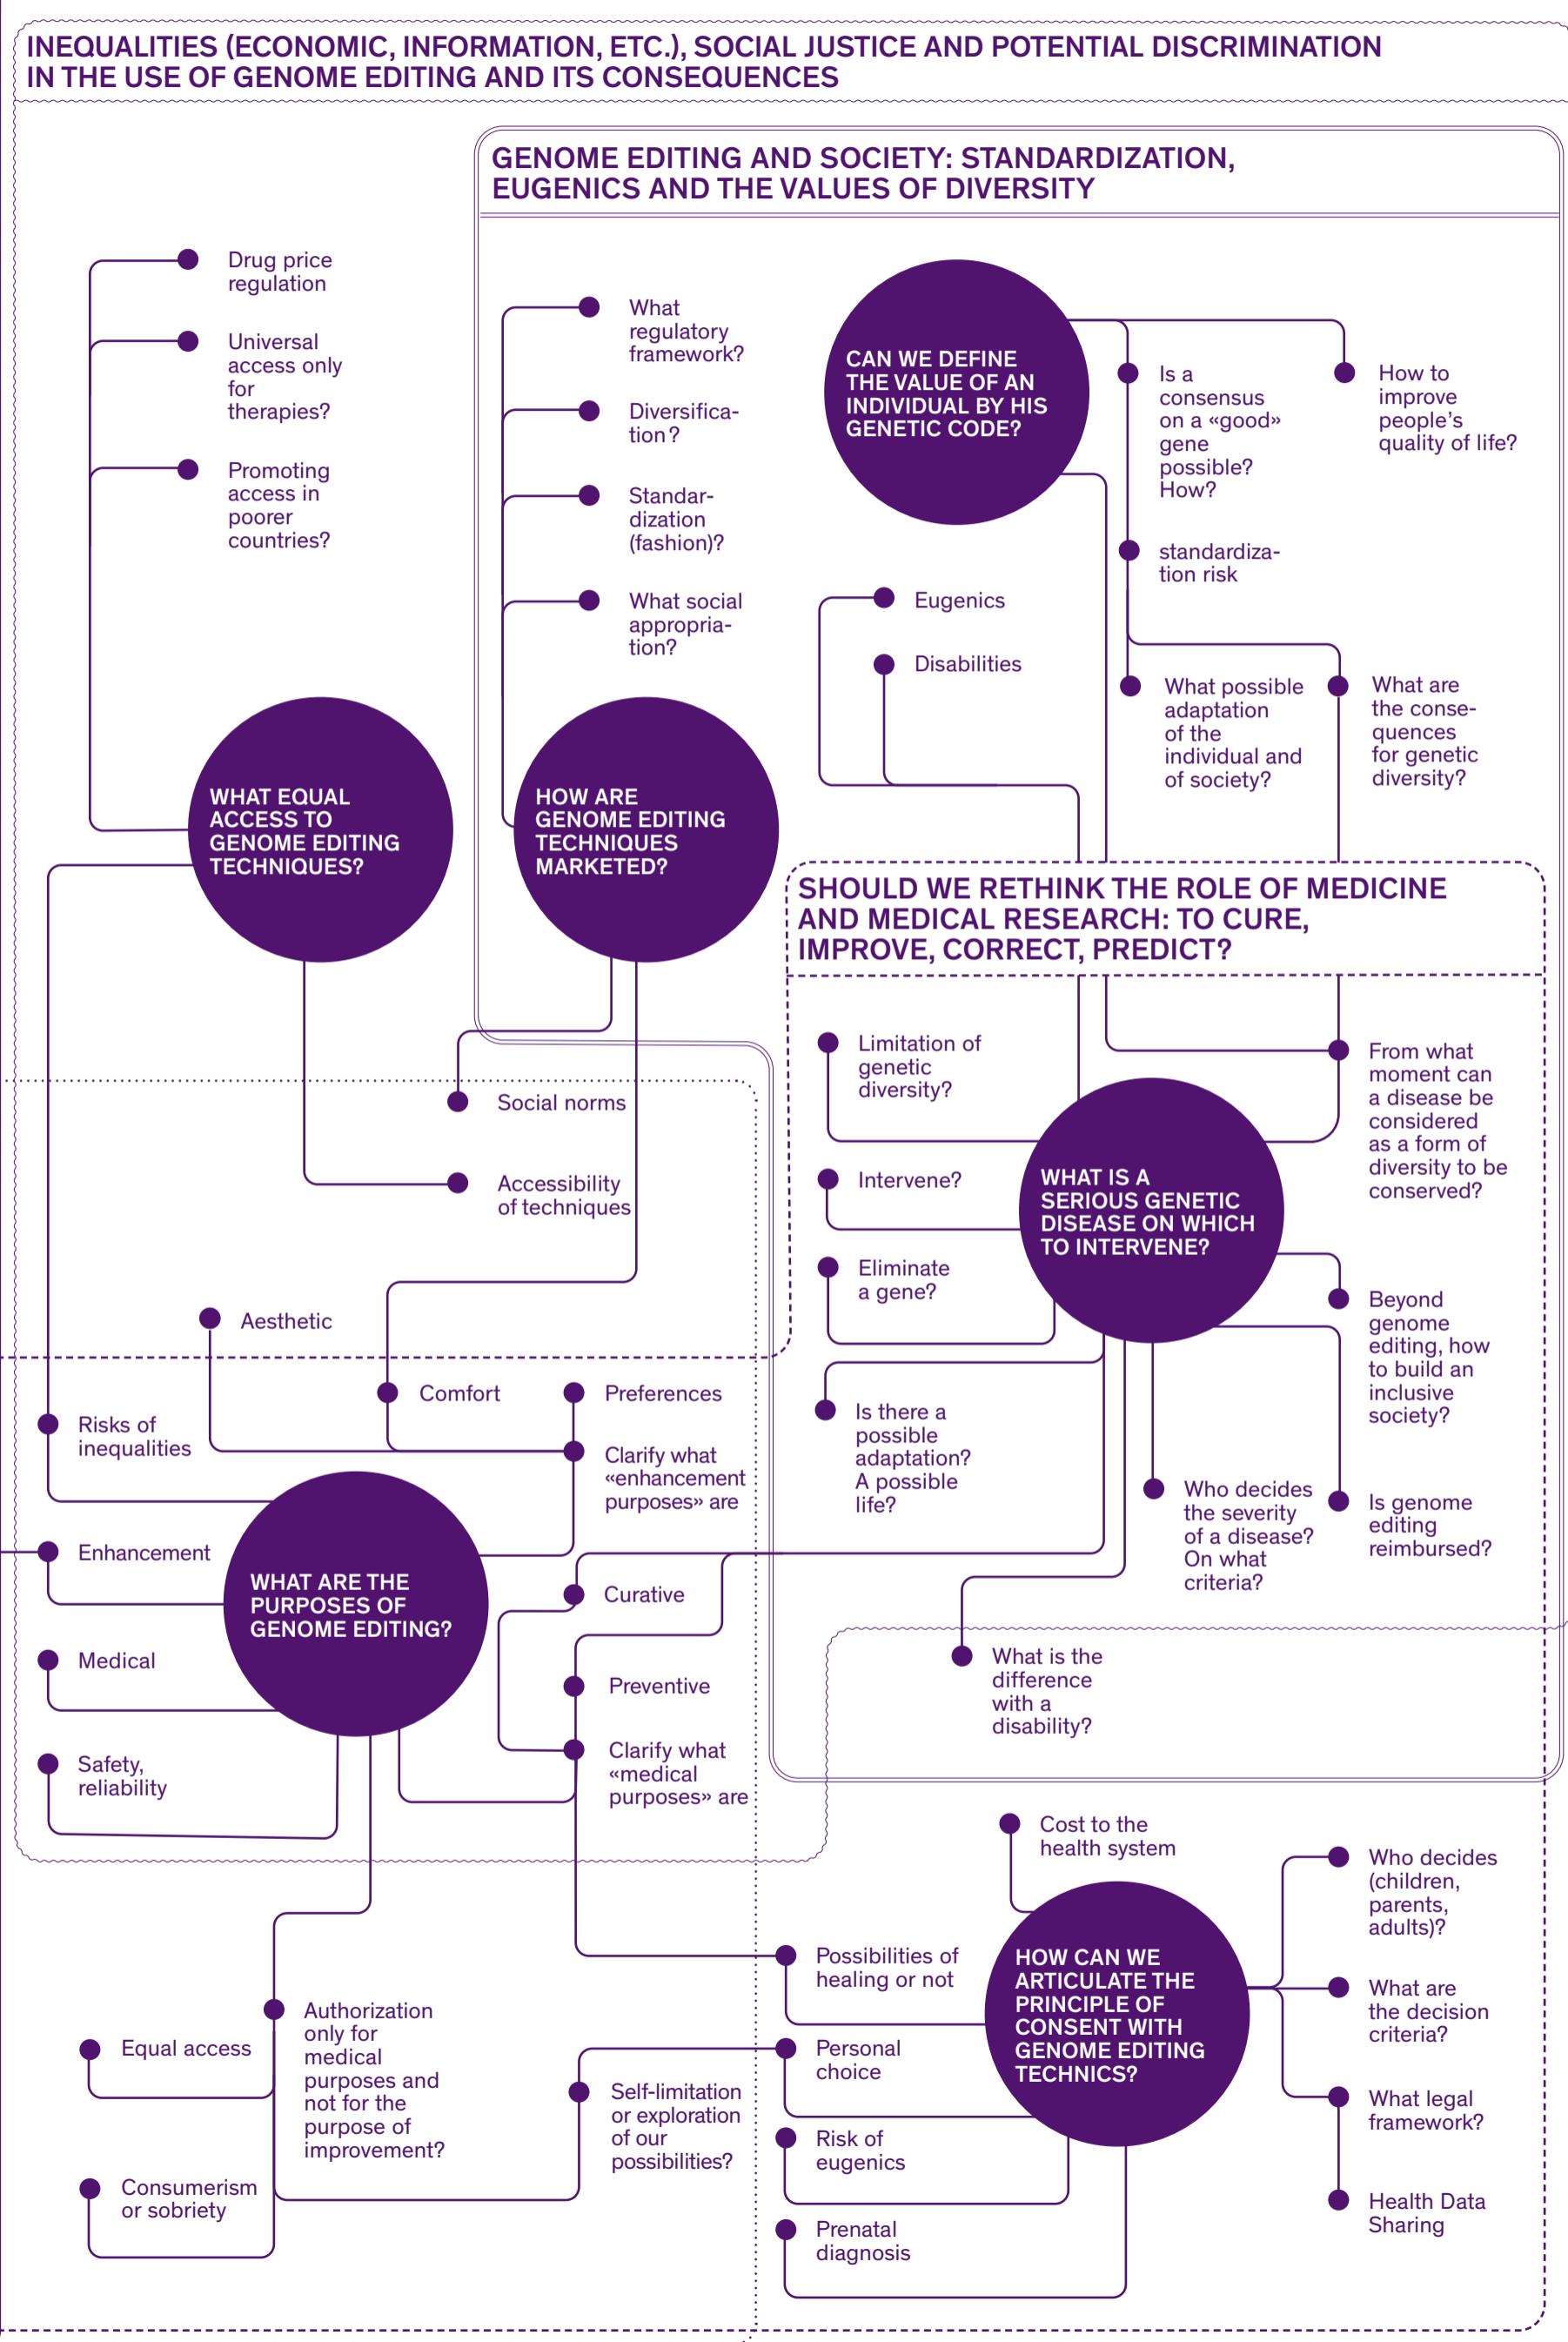 INEQUALITIES (ECONOMIC, INFORMATION, ETC.), SOCIAL JUSTICE AND POTENTIAL DISCRIMINATION
IN THE USE OF GENOME EDITING AND ITS CONSEQUENCES
GENOME EDITING AND SOCIETY: STANDARDIZATION,
EUGENICS AND THE VALUES OF DIVERSITY
Drug price
regulation
Universal
access only
for
therapies?
Promoting
access in
poorer
countries?
What
regulatory
framework?
Diversifica-
tion?
Standar-
dization
(fashion)?
What social
appropria-
tion?
CAN WE DEFINE
THE VALUE OF AN
INDIVIDUAL BY HIS
GENETIC CODE?
Is a
consensus
on a «good»
gene
possible?
How?
How to
improve
people's
quality of life?
standardiza-
tion risk
Eugenics
Disabilities
What possible
adaptation
of the
individual and
of society?
What are
the conse-
quences
for genetic
diversity?
WHAT EQUAL
ACCESS TO
GENOME EDITING
TECHNIQUES?
HOW ARE
GENOME EDITING
TECHNIQUES
MARKETED?
SHOULD WE RETHINK THE ROLE OF MEDICINE
AND MEDICAL RESEARCH: TO CURE,
IMPROVE, CORRECT, PREDICT?
Social norms
Accessibility
of techniques
Limitation of
genetic
diversity?
Intervene?
Eliminate
a gene?
WHAT IS A
SERIOUS GENETIC
DISEASE ON WHICH
TO INTERVENE?
From what
moment can
a disease be
considered
as a form of
diversity to be
conserved?
Beyond
genome
editing, how
to build an
inclusive
society?
Is there a
possible
adaptation?
A possible
life?
Who decides
the severity
of a disease?
On what
criteria?
Is genome
editing
reimbursed?
What is the
difference
with a
disability?
Aesthetic
Comfort
Preferences
Risks of
inequalities
Clarify what
«enhancement
purposes» are
Enhancement
WHAT ARE THE
PURPOSES OF
GENOME EDITING?
Curative
Medical
Preventive
Safety,
reliability
Clarify what
«medical
purposes» are
Cost to the
health system
Who decides
(children,
parents,
adults)?
Possibilities of
healing or not
HOW CAN WE
ARTICULATE THE
PRINCIPLE OF
CONSENT WITH
GENOME EDITING
TECHNICS?
What are
the decision
criteria?
Authorization
only for
medical
purposes and
not for the
purpose of
improvement?
Equal access
Personal
choice
Self-limitation
or exploration
of our
possibilities?
What legal
framework?
Risk of
eugenics
Consumerism
or sobriety
Health Data
Sharing
Prenatal
diagnosis